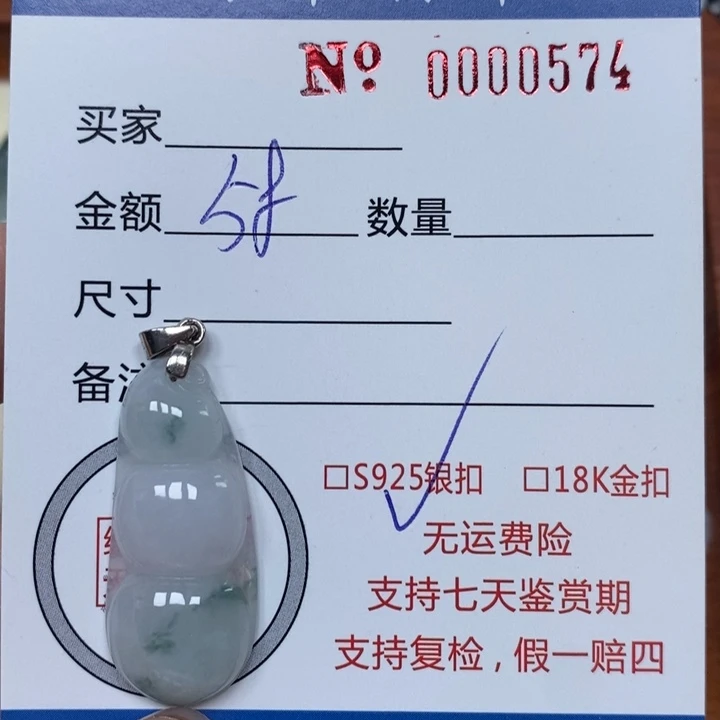 No 0000574
买家
金额 58 数量
尺寸
备注
□S925银扣 □18K金扣
无运费险
支持七天鉴赏期
支持复检，假一赔四